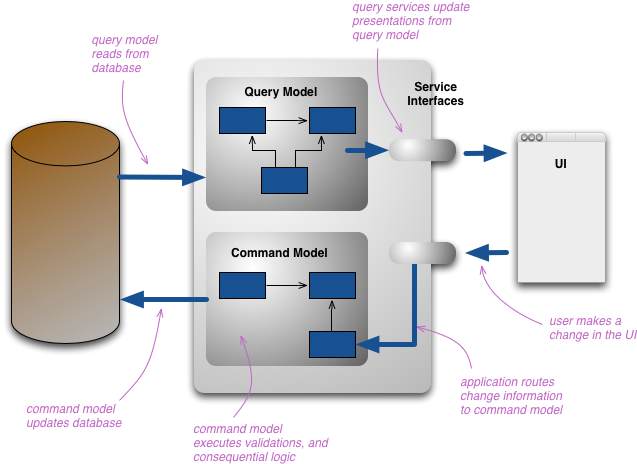 query services update
presentations from
query model
query model
reads from
database
Service
Interfaces
Query Model
UI
Command Model
user makes a
change in the UI
application routes
change information
to command model
command model
updates database
command model
executes validations, and
consequential logic